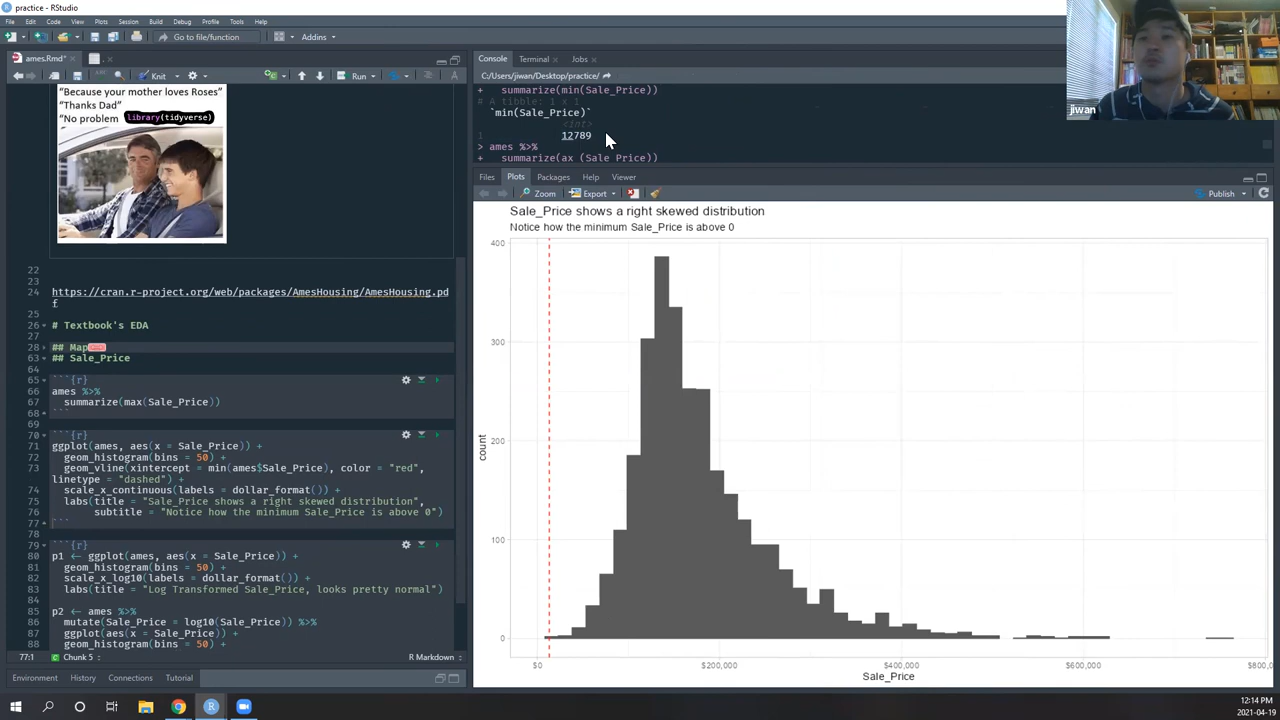 practice - RStudio
File Edit Code View Plots Session Build Debug Profile Tools Help
Go to file/function Addins
ames.Rmd*
Knit Run
“Because your mother loves Roses”
“Thanks Dad”
“No problem library(tidyverse)
22
23
24 https://cran.r-project.org/web/packages/AmesHousing/AmesHousing.pd
f
25
26 # Textbook's EDA
27
28 ## Map
63 ## Sale_Price
64
65 ```{r}
66 ames %>%
67 summarize(max(Sale_Price))
68 ```
69
70 ```{r}
71 ggplot(ames, aes(x = Sale_Price)) +
72 geom_histogram(bins = 50) +
73 geom_vline(xintercept = min(ames$Sale_Price), color = "red",
linetype = "dashed") +
74 scale_x_continuous(labels = dollar_format()) +
75 labs(title = "Sale_Price shows a right skewed distribution",
76 subtitle = "Notice how the minimum Sale_Price is above 0")
77 ```
78
79 ```{r}
80 p1 <- ggplot(ames, aes(x = Sale_Price)) +
81 geom_histogram(bins = 50) +
82 scale_x_log10(labels = dollar_format()) +
83 labs(title = "Log Transformed Sale_Price, looks pretty normal")
84
85 p2 <- ames %>%
86 mutate(Sale_Price = log10(Sale_Price)) %>%
87 ggplot(aes(x = Sale_Price)) +
88 geom_histogram(bins = 50) +
77:1 Chunk 5 R Markdown
Environment History Connections Tutorial
Console Terminal Jobs
C:/Users/jiwan/Desktop/practice/
+ summarize(min(Sale_Price))
# A tibble: 1 x 1
`min(Sale_Price)`
<int>
1 12789
> ames %>%
+ summarize(ax (Sale_Price))
jiwan
Files Plots Packages Help Viewer
Zoom Export Publish
Sale_Price shows a right skewed distribution
Notice how the minimum Sale_Price is above 0
400
300
200
100
0
count
$0 $200,000 $400,000 $600,000 $800,0
Sale_Price
12:14 PM
2021-04-19